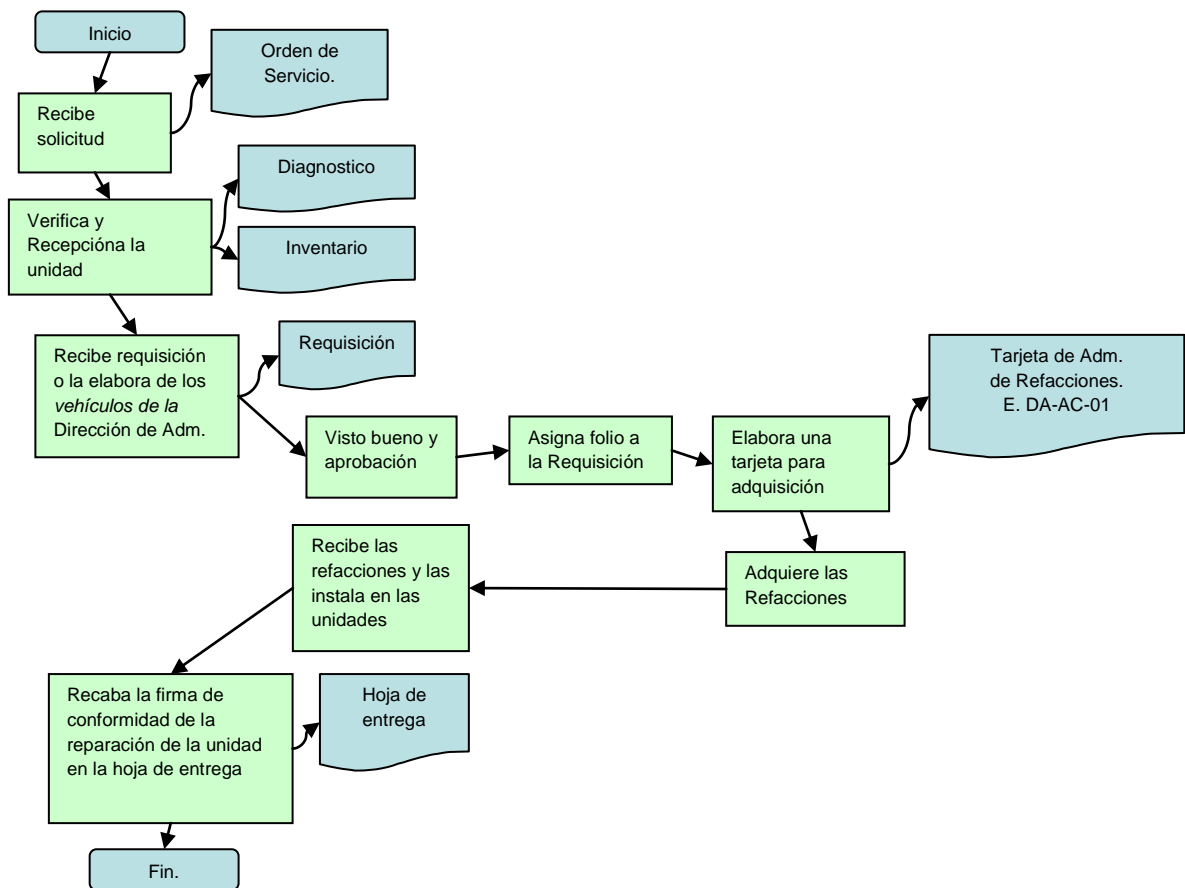 Inicio
Orden de
Servicio.
Recibe
solicitud
Diagnostico
Verifica y
Recepcióna la
unidad
Inventario
Recibe requisición
o la elabora de los
vehículos de la
Dirección de Adm.
Requisición
Tarjeta de Adm.
de Refacciones.
E. DA-AC-01
Visto bueno y
aprobación
Asigna folio a
la Requisición
Elabora una
tarjeta para
adquisición
Recibe las
refacciones y las
instala en las
unidades
Adquiere las
Refacciones
Recaba la firma de
conformidad de la
reparación de la unidad
en la hoja de entrega
Hoja de
entrega
Fin.